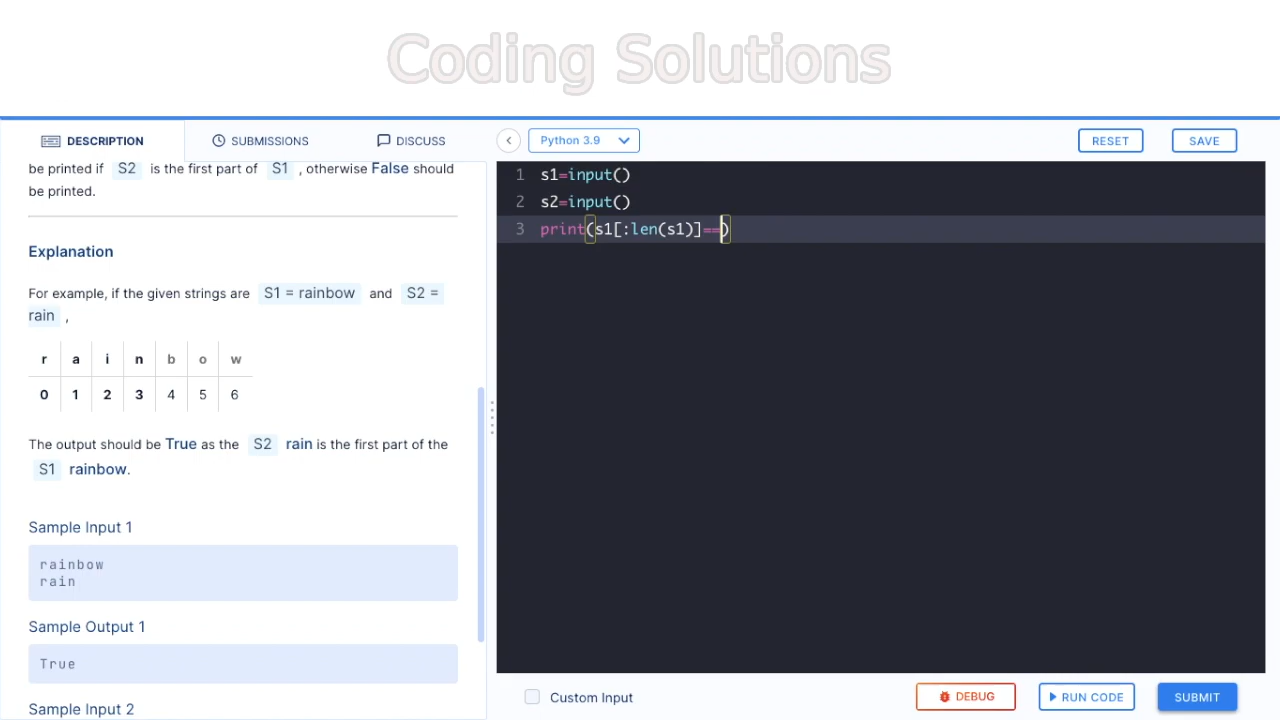 Coding Solutions
DESCRIPTION
SUBMISSIONS
DISCUSS
Python 3.9
RESET
SAVE
be printed if S2 is the first part of S1 , otherwise False should
be printed.
Explanation
For example, if the given strings are S1 = rainbow and S2 =
rain ,
r a i n b o w
0 1 2 3 4 5 6
The output should be True as the S2 rain is the first part of the
S1 rainbow.
Sample Input 1
rainbow
rain
Sample Output 1
True
Sample Input 2
1 s1=input()
2 s2=input()
3 print(s1[:len(s1)]==)
Custom Input
DEBUG
RUN CODE
SUBMIT